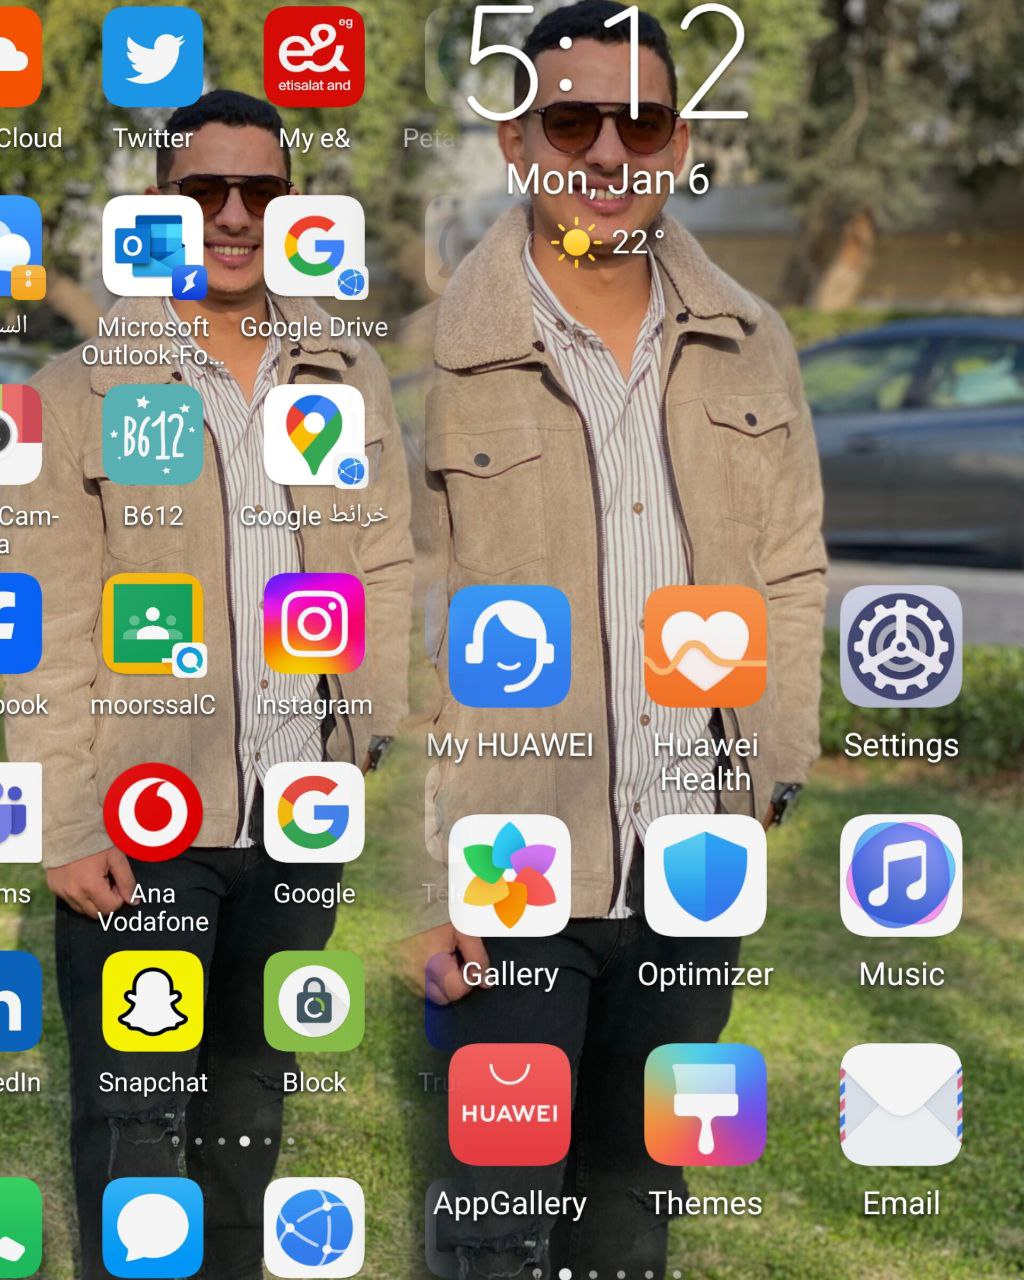 5:12
Mon, Jan 6
22°
eg
e&
etisalat and
Cloud
Twitter
My e&
Peta
O
السـ
Microsoft
Outlook-Fo...
Google Drive
B612
Cam-
a
B612
Google خرائط
book
moorssalC
Instagram
ms
Ana
Vodafone
Google
n
edIn
Snapchat
Block
Tru
My HUAWEI
Huawei
Health
Settings
Gallery
Optimizer
Music
HUAWEI
AppGallery
Themes
Email